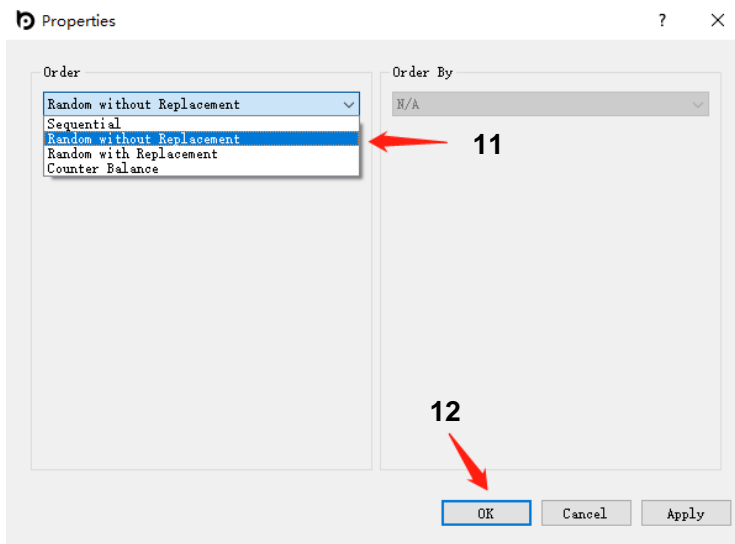 Properties
?
Order
Order By
Random without Replacement
N/A
Sequential
Random without Replacement
11
Random with Replacement
Counter Balance
12
OK
Cancel
Apply